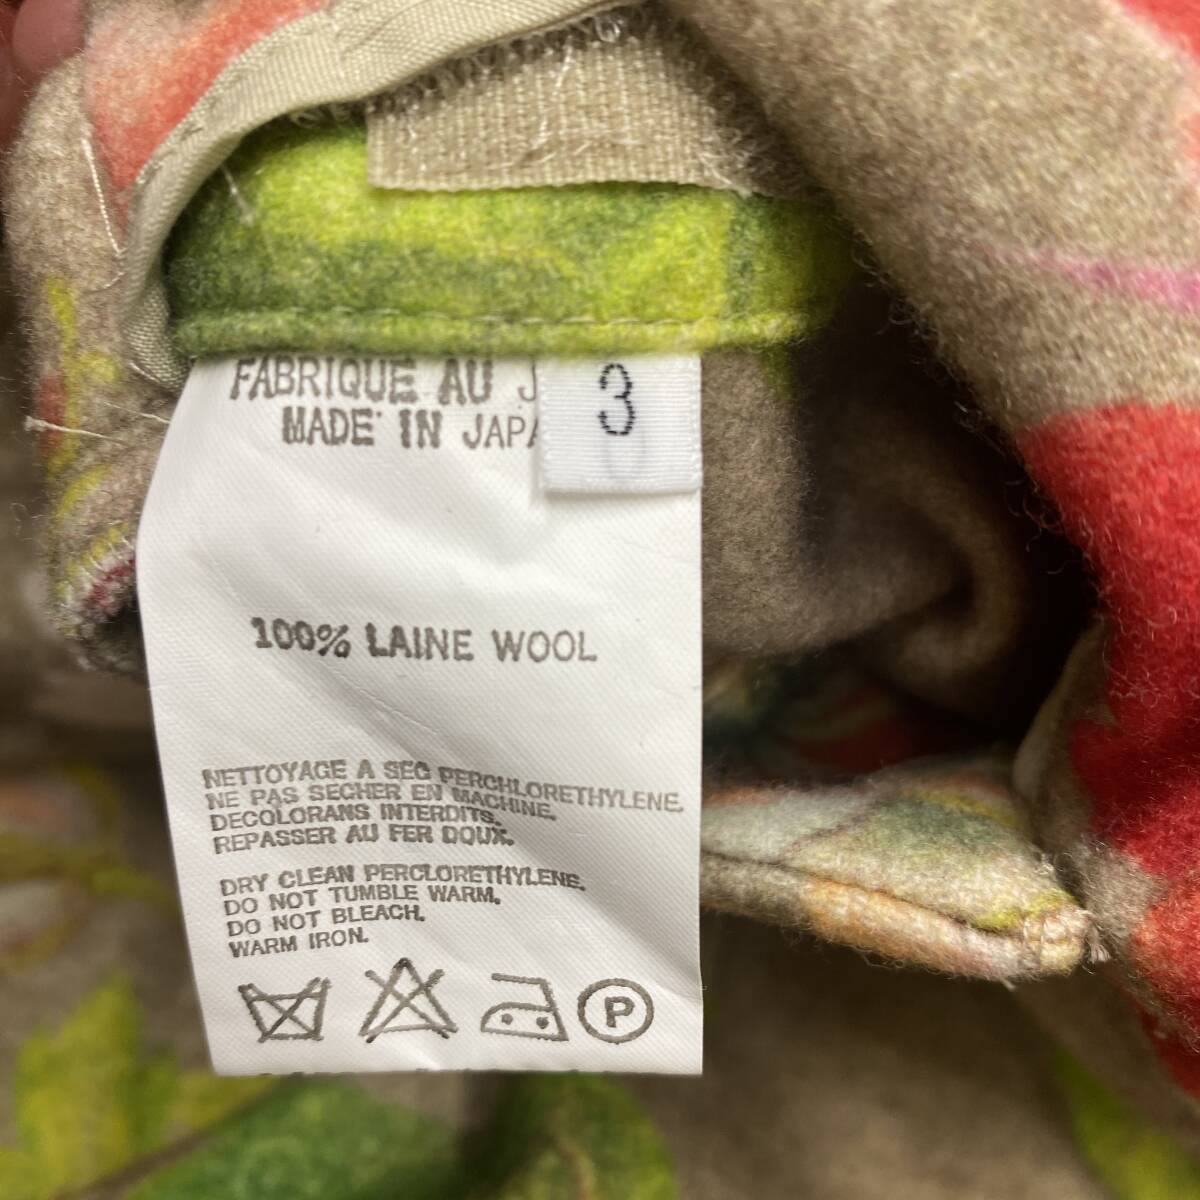 FABRIQUE AU J
3
MADE IN JAPA
100% LAINE WOOL
NETTOYAGE A SEC PERCHLORETHYLENE.
NE PAS SECHER EN MACHINE.
DECOLORANS INTERDITS.
REPASSER AU FER DOUX.
DRY CLEAN PERCLORETHYLENE.
DO NOT TUMBLE WARM.
DO NOT BLEACH.
WARM IRON.
P